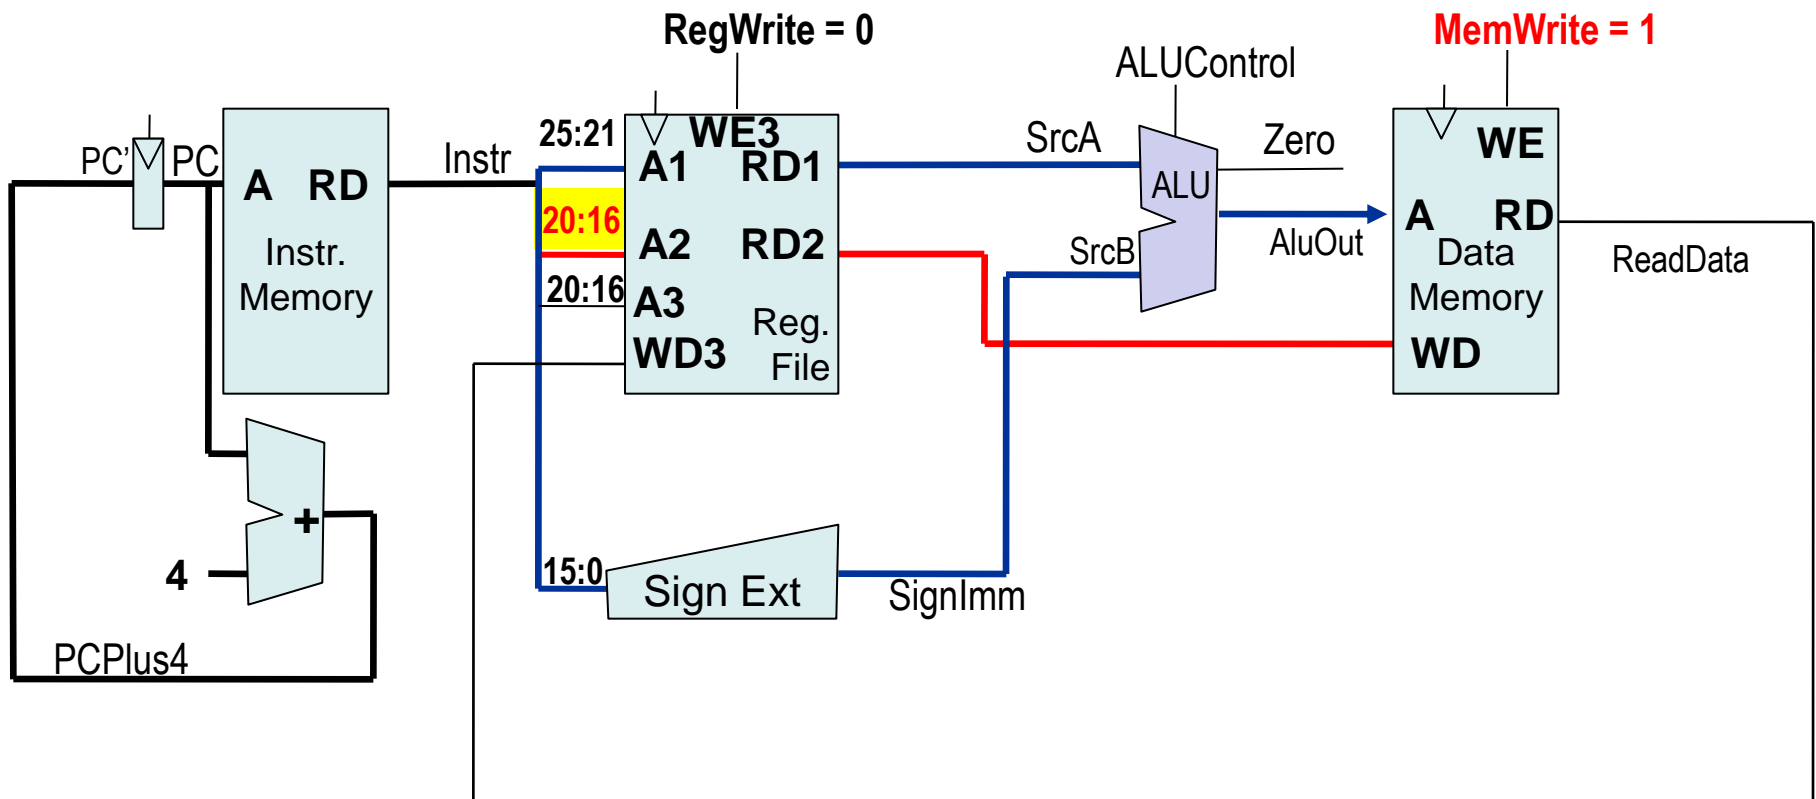 RegWrite = 0
MemWrite = 1
ALUControl
25:21
WE3
SrcA
Zero
WE
PC'
PC
Instr
A RD
A1 RD1
ALU
20:16
A RD
A2 RD2
SrcB
AluOut
Instr.
Memory
Data
Memory
ReadData
20:16
A3
Reg.
File
WD3
WD
+
4
15:0
Sign Ext
SignImm
PCPlus4